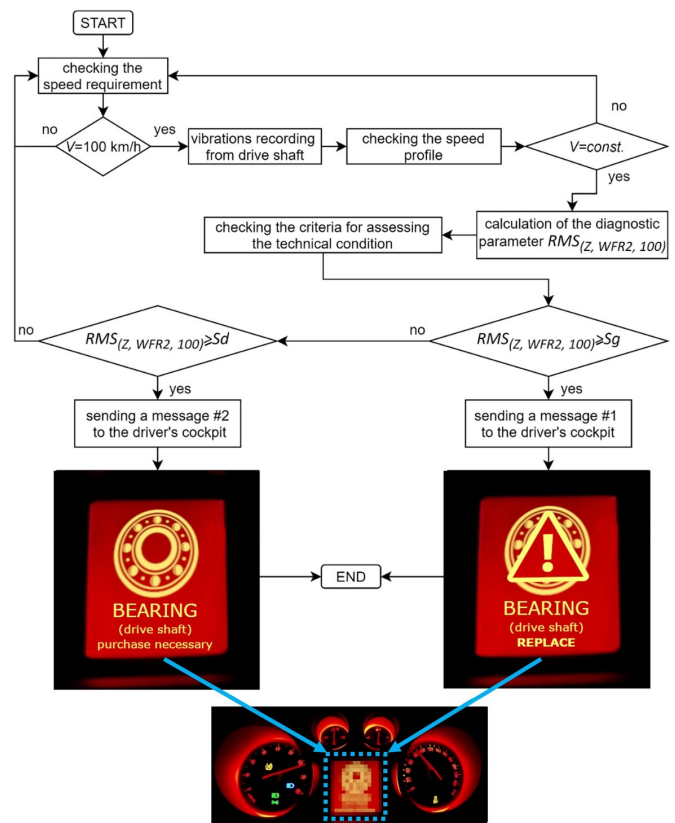 START
checking the
speed requirement
no
V=100 km/h
yes
vibrations recording
from drive shaft
checking the speed
profile
no
V=const.
yes
calculation of the diagnostic
parameter RMS(Z, WFR2, 100)
checking the criteria for assessing
the technical condition
no
RMS(Z, WFR2, 100)⩾Sd
no
RMS(Z, WFR2, 100)⩾Sg
yes
yes
sending a message #2
to the driver's cockpit
sending a message #1
to the driver's cockpit
BEARING
(drive shaft)
purchase necessary
END
!
BEARING
(drive shaft)
REPLACE